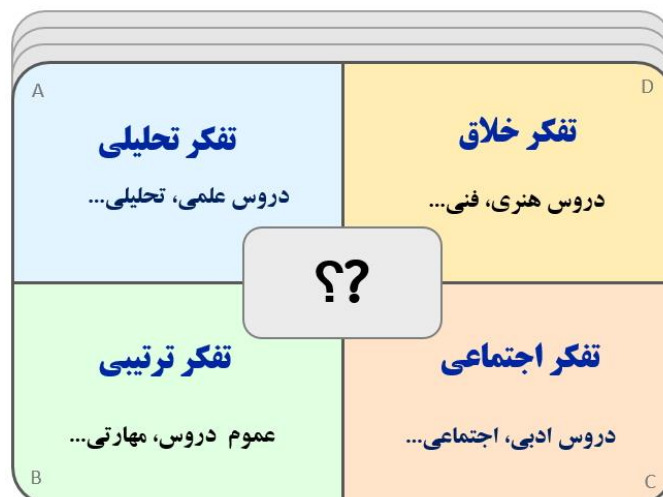 D
A
تفکر خلاق
تفکر تحلیلی
دروس هنری، فنی...
دروس علمی، تحلیلی...
؟?
تفکر اجتماعی
تفکر ترتیبی
دروس ادبی، اجتماعی...
عموم دروس، مهارتی...
C
B